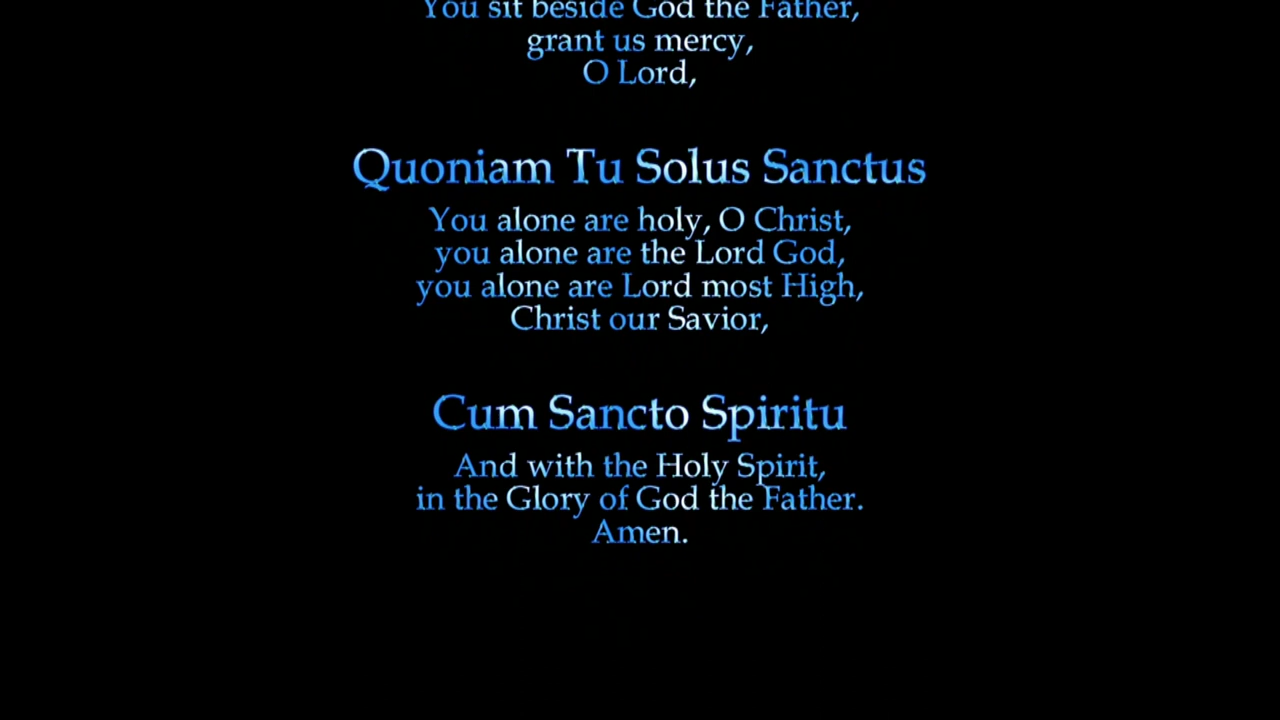 You sit beside God the Father,
grant us mercy,
O Lord,
Quoniam Tu Solus Sanctus
You alone are holy, O Christ,
you alone are the Lord God,
you alone are Lord most High,
Christ our Savior,
Cum Sancto Spiritu
And with the Holy Spirit,
in the Glory of God the Father.
Amen.